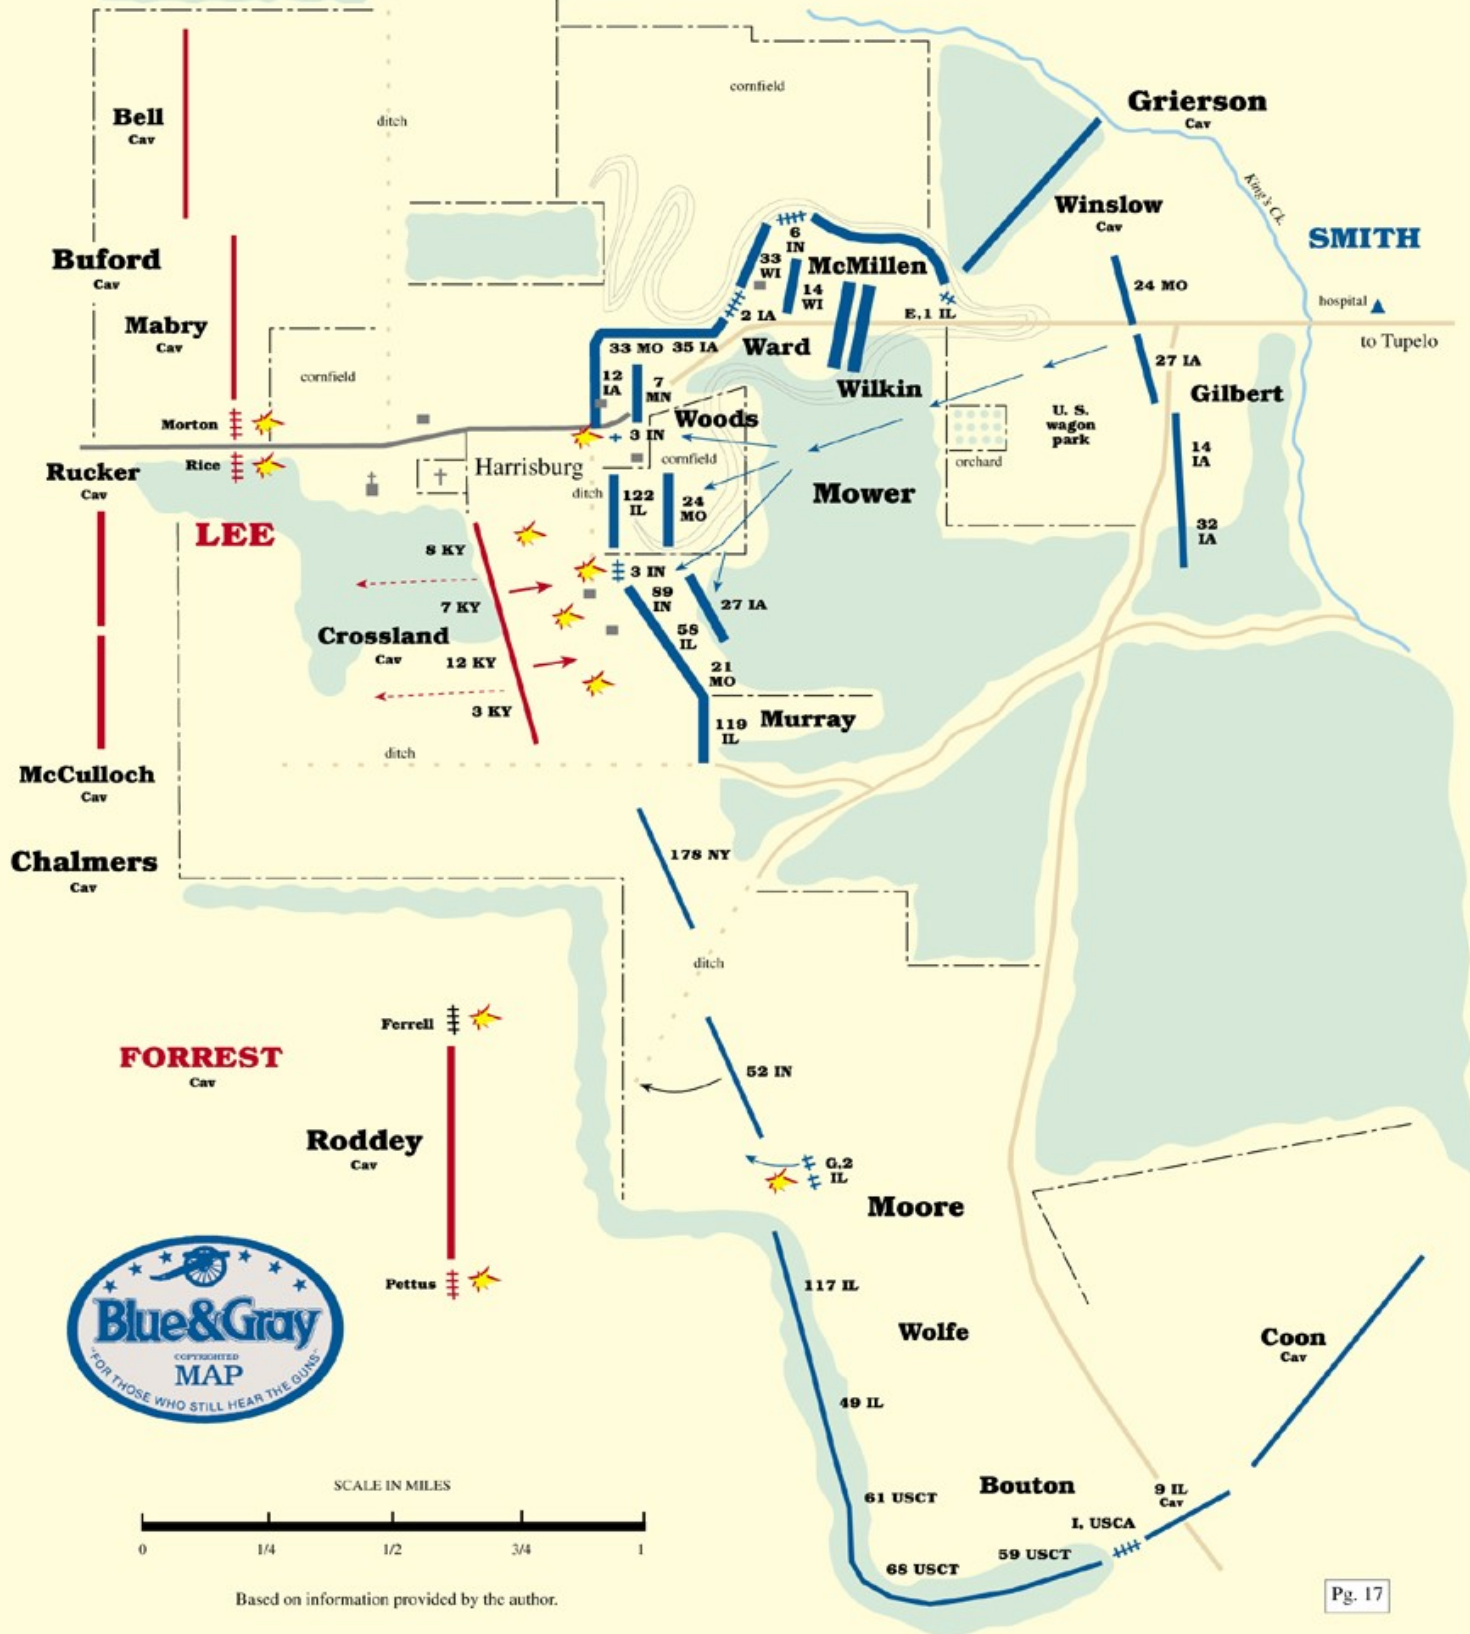 cornfield
Grierson
Cav
Bell
Cav
ditch
King's Ck.
Winslow
Cav
SMITH
6
IN
33
WI
McMillen
Buford
Cav
14
WI
24 MO
hospital
2 IA
E,1 IL
Mabry
Cav
33 MO
35 IA
Ward
to Tupelo
27 IA
cornfield
12
IA
7
MN
Wilkin
Gilbert
Morton
Woods
U. S.
wagon
park
3 IN
14
IA
Rucker
Cav
Rice
Harrisburg
cornfield
orchard
ditch
122
IL
24
MO
Mower
LEE
32
IA
8 KY
3 IN
89
IN
7 KY
27 IA
Crossland
Cav
58
IL
12 KY
21
MO
3 KY
119
IL
Murray
ditch
McCulloch
Cav
Chalmers
Cav
178 NY
ditch
Ferrell
FORREST
Cav
52 IN
Roddey
Cav
G,2
IL
Moore
Pettus
117 IL
Blue&Gray
COPYRIGHTED
MAP
"FOR THOSE WHO STILL HEAR THE GUNS"
Wolfe
Coon
Cav
49 IL
SCALE IN MILES
0 1/4 1/2 3/4 1
61 USCT
Bouton
9 IL
Cav
I, USCA
59 USCT
68 USCT
Based on information provided by the author.
Pg. 17